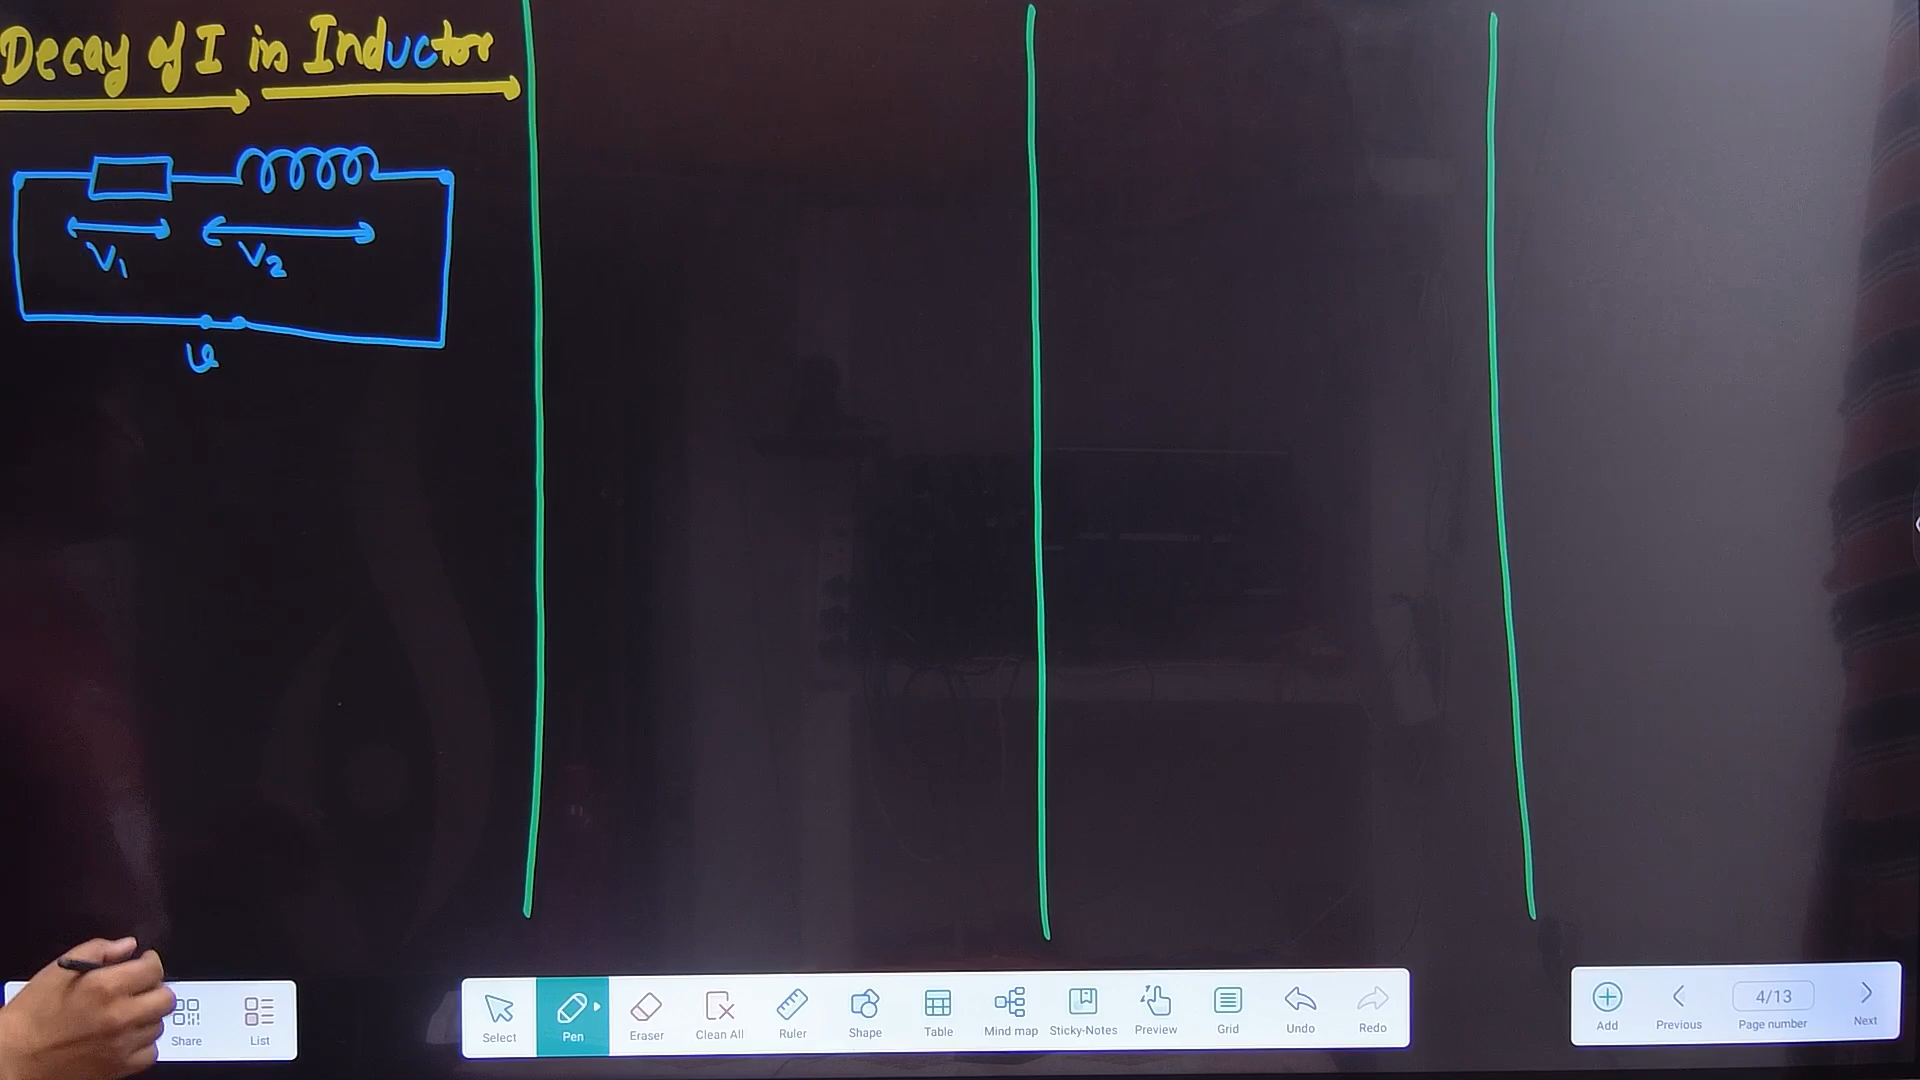 Decay of I in Inductor
V1 V2
Share List
Select Pen Eraser Clean All Ruler Shape Table Mind map Sticky-Notes Preview Grid Undo Redo
Add Previous 4/13 Page number Next